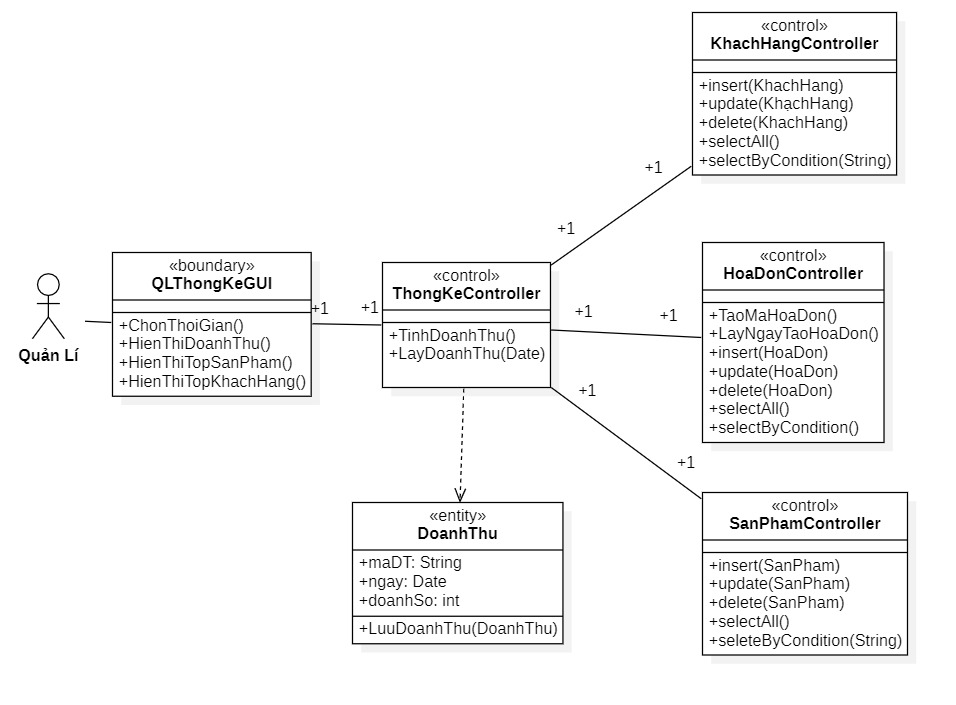 «control»
KhachHangController
+insert(KhachHang)
+update(KhachHang)
+delete(KhachHang)
+selectAll()
+selectByCondition(String)
+1
+1
«boundary»
QLThongKeGUI
+ChonThoiGian()
+HienThiDoanhThu()
+HienThiTopSanPham()
+HienThiTopKhachHang()
Quản Lí
+1
+1
«control»
ThongKeController
+TinhDoanhThu()
+LayDoanhThu(Date)
+1
+1
«control»
HoaDonController
+TaoMaHoaDon()
+LayNgayTaoHoaDon()
+insert(HoaDon)
+update(HoaDon)
+delete(HoaDon)
+selectAll()
+selectByCondition()
+1
+1
«entity»
DoanhThu
+maDT: String
+ngay: Date
+doanhSo: int
+LuuDoanhThu(DoanhThu)
«control»
SanPhamController
+insert(SanPham)
+update(SanPham)
+delete(SanPham)
+selectAll()
+seleteByCondition(String)